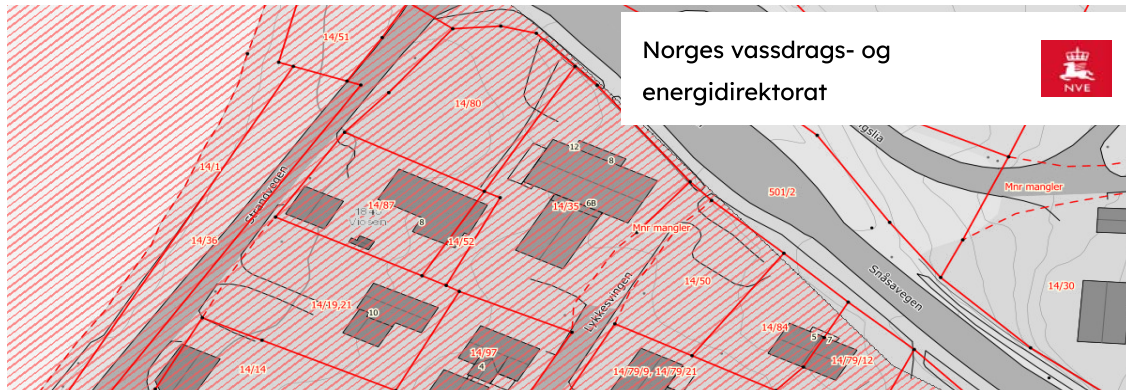 Norges vassdrags- og
energidirektorat
NVE
14/51
14/80
14/1
Strandvegen
12
8
501/2
Mnr mangler
14/87
14/35
6B
8
14/52
Mnr mangler
14/36
14/50
Snåsavegen
14/30
Lykkesvingen
14/19,21
10
14/84
5
7
14/79/12
14/97
4
14/14
14/79/9, 14/79/21